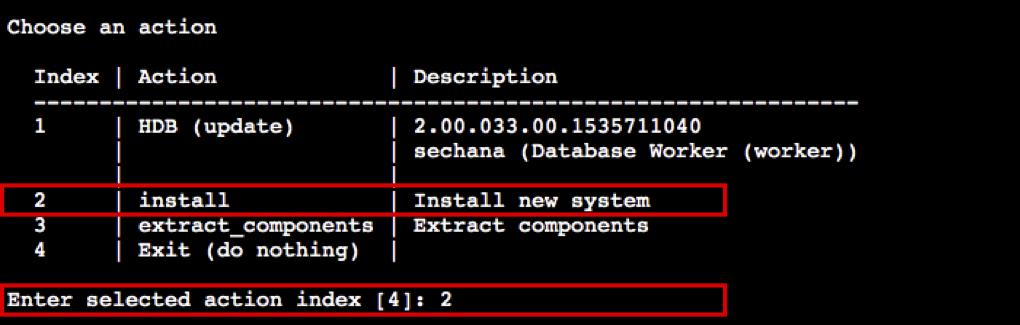 Choose an action
Index | Action | Description
---------------------------------------------------------------
1 | HDB (update) | 2.00.033.00.1535711040
| | sechana (Database Worker (worker))
| |
2 | install | Install new system
3 | extract_components | Extract components
4 | Exit (do nothing) |
Enter selected action index [4]: 2